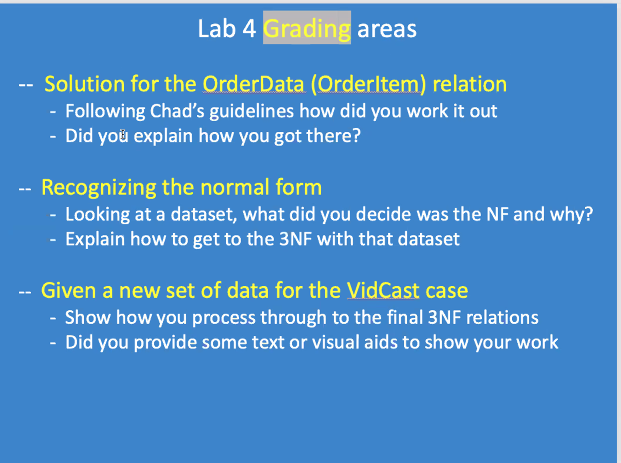 Lab 4 Grading areas
-- Solution for the OrderData (OrderItem) relation
- Following Chad's guidelines how did you work it out
- Did you explain how you got there?
-- Recognizing the normal form
- Looking at a dataset, what did you decide was the NF and why?
- Explain how to get to the 3NF with that dataset
-- Given a new set of data for the VidCast case
- Show how you process through to the final 3NF relations
- Did you provide some text or visual aids to show your work